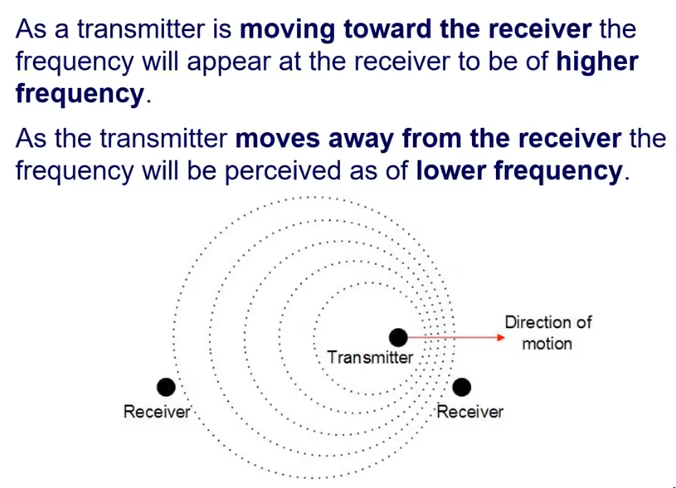 As a transmitter is moving toward the receiver the
frequency will appear at the receiver to be of higher
frequency.
As the transmitter moves away from the receiver the
frequency will be perceived as of lower frequency.
Direction of
motion
Transmitter
Receiver
Receiver